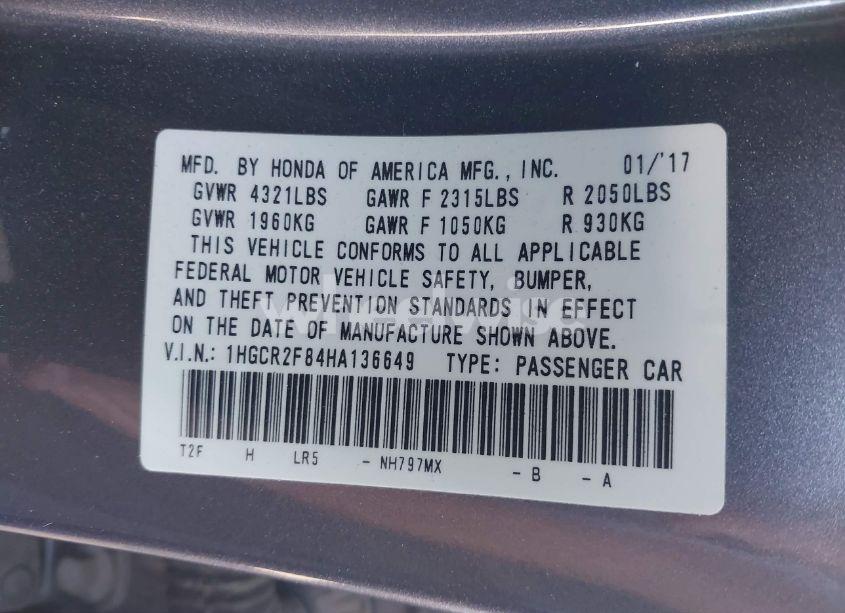 MFD. BY HONDA OF AMERICA MFG., INC. 01/'17
GVWR 4321LBS GAWR F 2315LBS R 2050LBS
GVWR 1960KG GAWR F 1050KG R 930KG
THIS VEHICLE CONFORMS TO ALL APPLICABLE
FEDERAL MOTOR VEHICLE SAFETY, BUMPER,
AND THEFT PREVENTION STANDARDS IN EFFECT
ON THE DATE OF MANUFACTURE SHOWN ABOVE.
V.I.N.: 1HGCR2F84HA136649 TYPE: PASSENGER CAR
T2F H LR5 - NH797MX - B - A